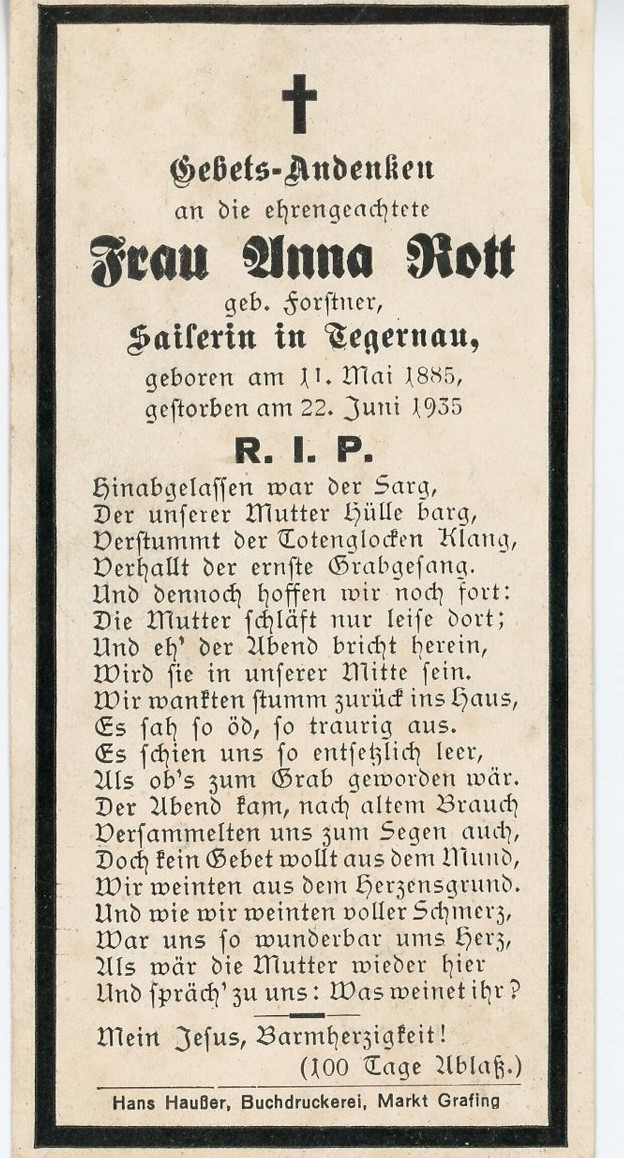 Gebets-Andenken
an die ehrengeachtete
Frau Anna Rott
geb. Forstner,
Sailerin in Tegernau,
geboren am 11. Mai 1885,
gestorben am 22. Juni 1935
R. I. P.
Hinabgelassen war der Sarg,
Der unserer Mutter Hülle barg,
Verstummt der Totenglocken Klang,
Verhallt der ernste Grabgesang.
Und dennoch hoffen wir noch fort:
Die Mutter schläft nur leise dort;
Und eh' der Abend bricht herein,
Wird sie in unserer Mitte sein.
Wir wankten stumm zurück ins Haus,
Es sah so öd, so traurig aus.
Es schien uns so entsetzlich leer,
Als ob's zum Grab geworden wär.
Der Abend kam, nach altem Brauch
Versammelten uns zum Segen auch,
Doch kein Gebet wollt aus dem Mund,
Wir weinten aus dem Herzensgrund.
Und wie wir weinten voller Schmerz,
War uns so wunderbar ums Herz,
Als wär die Mutter wieder hier
Und spräch' zu uns: Was weinet ihr?
Mein Jesus, Barmherzigkeit!
(100 Tage Ablaß.)
Hans Haußer, Buchdruckerei, Markt Grafing